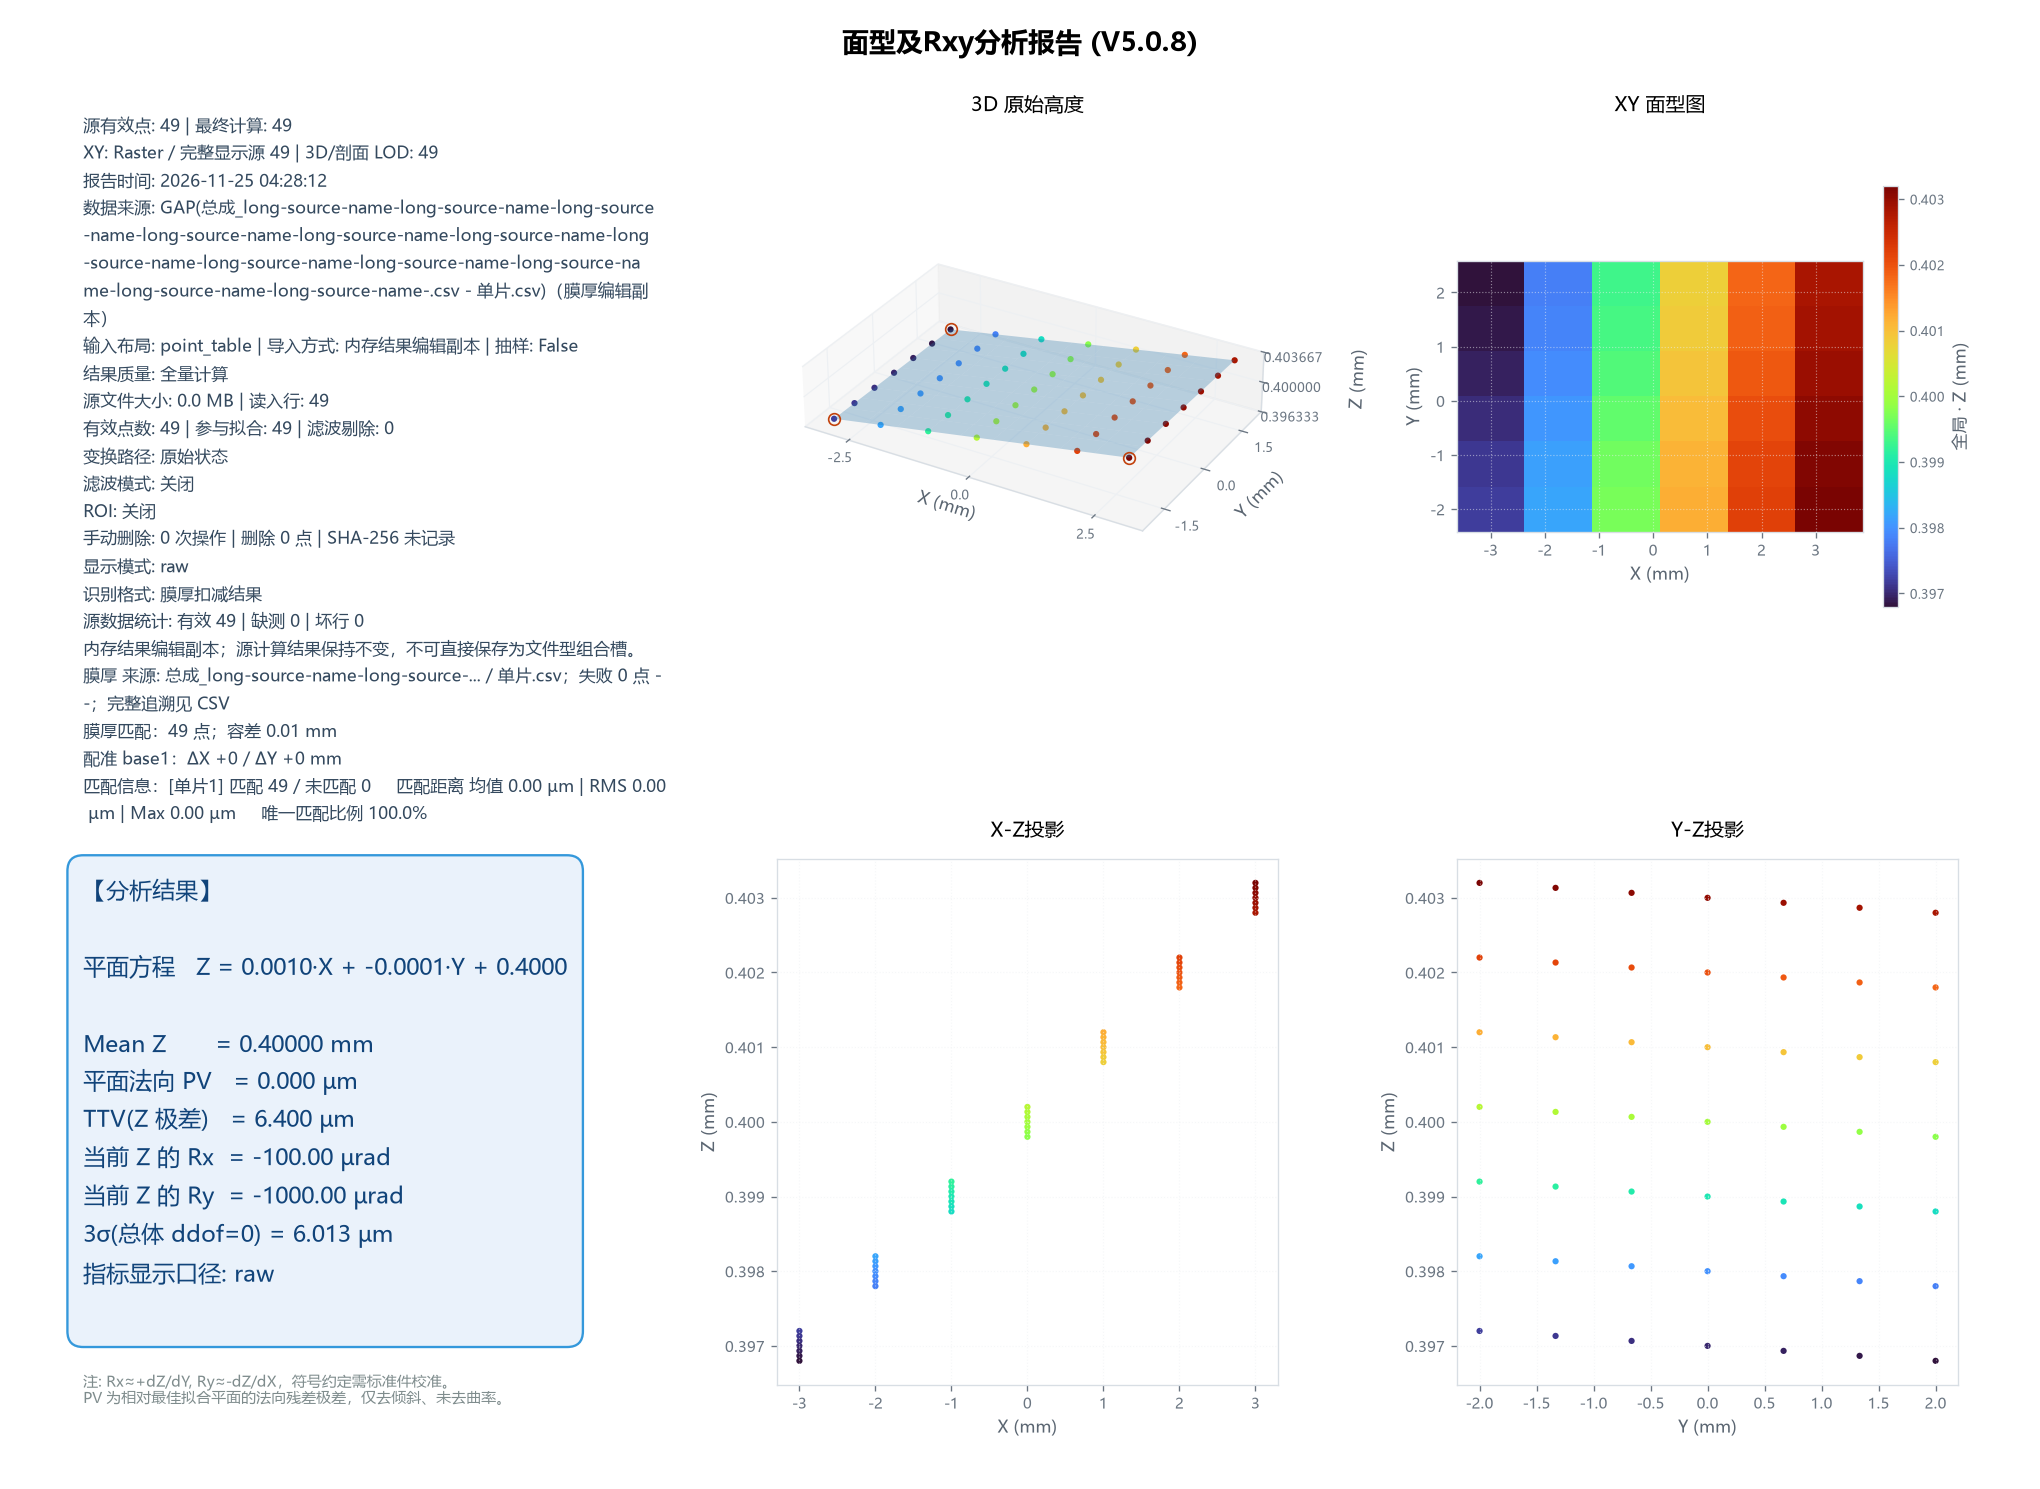 面型及Rxy分析报告 (V5.0.8)
源有效点: 49 | 最终计算: 49
XY: Raster / 完整显示源 49 | 3D/剖面 LOD: 49
报告时间: 2026-11-25 04:28:12
数据来源: GAP(总成_long-source-name-long-source-name-long-source
-name-long-source-name-long-source-name-long-source-name-long
-source-name-long-source-name-long-source-name-long-source-na
me-long-source-name-long-source-name-.csv - 单片.csv)（膜厚编辑副
本）
输入布局: point_table | 导入方式: 内存结果编辑副本 | 抽样: False
结果质量: 全量计算
源文件大小: 0.0 MB | 读入行: 49
有效点数: 49 | 参与拟合: 49 | 滤波剔除: 0
变换路径: 原始状态
滤波模式: 关闭
ROI: 关闭
手动删除: 0 次操作 | 删除 0 点 | SHA-256 未记录
显示模式: raw
识别格式: 膜厚扣减结果
源数据统计: 有效 49 | 缺测 0 | 坏行 0
内存结果编辑副本；源计算结果保持不变，不可直接保存为文件型组合槽。
膜厚 来源: 总成_long-source-name-long-source-... / 单片.csv；失败 0 点 -
-；完整追溯见 CSV
膜厚匹配：49 点；容差 0.01 mm
配准 base1：ΔX +0 / ΔY +0 mm
匹配信息：[单片1] 匹配 49 / 未匹配 0 匹配距离 均值 0.00 μm | RMS 0.00
μm | Max 0.00 μm 唯一匹配比例 100.0%
【分析结果】
平面方程 Z = 0.0010·X + -0.0001·Y + 0.4000
Mean Z = 0.40000 mm
平面法向 PV = 0.000 μm
TTV(Z 极差) = 6.400 μm
当前 Z 的 Rx = -100.00 μrad
当前 Z 的 Ry = -1000.00 μrad
3σ(总体 ddof=0) = 6.013 μm
指标显示口径: raw
注: Rx≈+dZ/dY, Ry≈-dZ/dX，符号约定需标准件校准。
PV 为相对最佳拟合平面的法向残差极差，仅去倾斜、未去曲率。
3D 原始高度
0.403667
0.400000
0.396333
Z (mm)
-2.5
0.0
2.5
X (mm)
1.5
0.0
-1.5
Y (mm)
XY 面型图
2
1
0
-1
-2
Y (mm)
-3 -2 -1 0 1 2 3
X (mm)
0.403
0.402
0.401
0.400
0.399
0.398
0.397
全局 · Z (mm)
X-Z投影
0.403
0.402
0.401
0.400
0.399
0.398
0.397
Z (mm)
-3 -2 -1 0 1 2 3
X (mm)
Y-Z投影
0.403
0.402
0.401
0.400
0.399
0.398
0.397
Z (mm)
-2.0 -1.5 -1.0 -0.5 0.0 0.5 1.0 1.5 2.0
Y (mm)